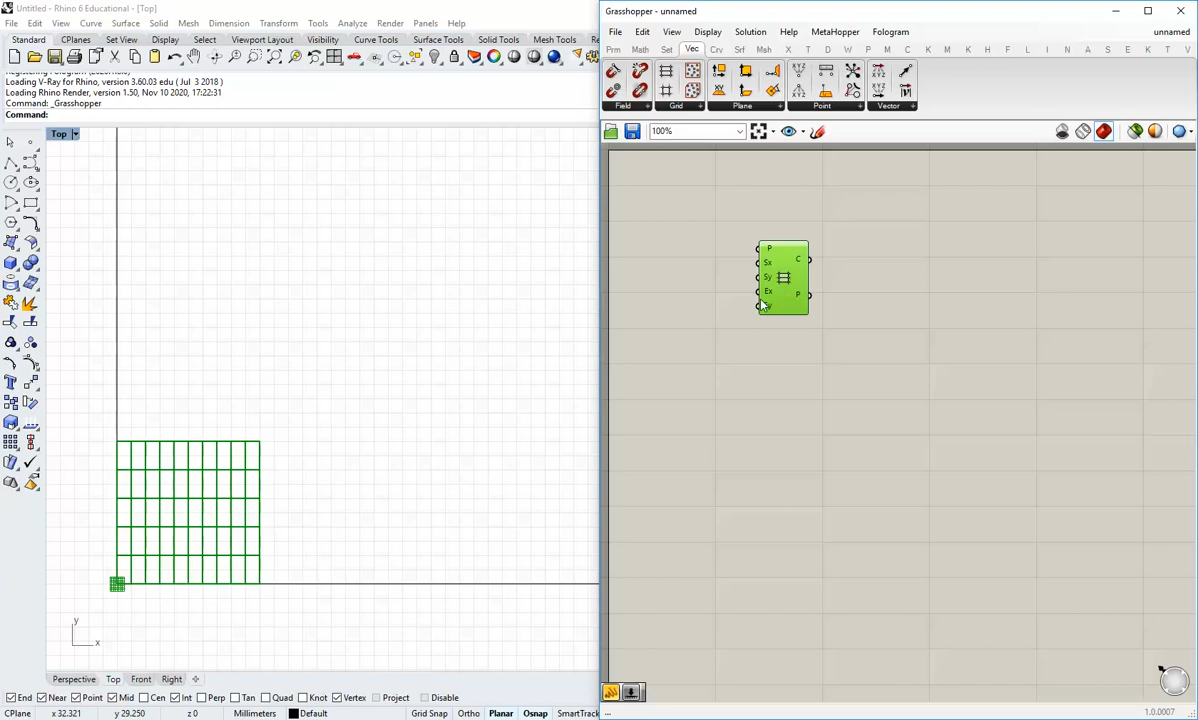 Untitled - Rhino 6 Educational - [Top]
File Edit View Curve Surface Solid Mesh Dimension Transform Tools Analyze Render Panels Help
Standard CPlanes Set View Display Select Viewport Layout Visibility Curve Tools Surface Tools Solid Tools Mesh Tools
Loading V-Ray for Rhino, version 3.60.03 edu ( Jul 3 2018 )
Loading Rhino Render, version 1.50, Nov 10 2020, 17:22:31
Command: _Grasshopper
Command:
Top
y
x
Perspective Top Front Right
End Near Point Mid Cen Int Perp Tan Quad Knot Vertex Project Disable
CPlane x 32.321 y 29.250 z 0 Millimeters Default Grid Snap Ortho Planar Osnap SmartTrack
Grasshopper - unnamed
File Edit View Display Solution Help MetaHopper Fologram unnamed
Prm Math Set Vec Crv Srf Msh X T D W P M C F L E K H S V
Field Grid Plane Point Vector
100%
P
Sx
C
Sy
Ex
P
1.0.0007